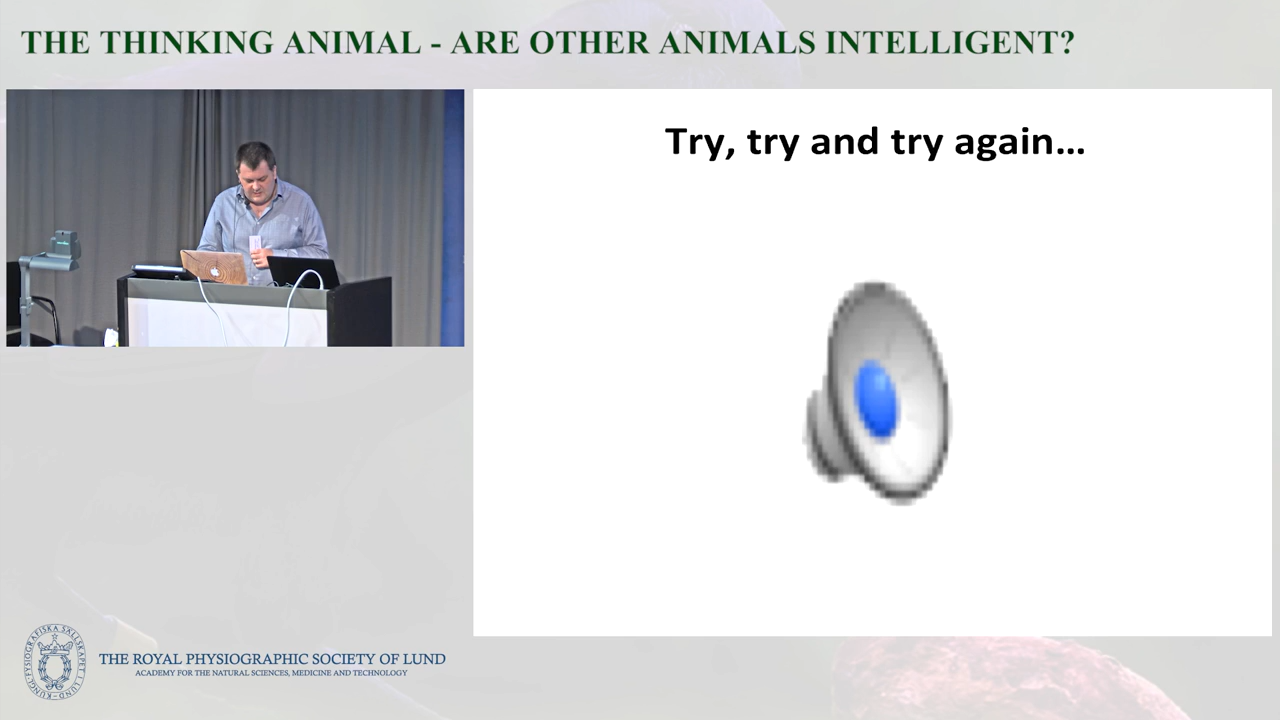 THE THINKING ANIMAL - ARE OTHER ANIMALS INTELLIGENT?
Try, try and try again...
THE ROYAL PHYSIOGRAPHIC SOCIETY OF LUND
ACADEMY FOR THE NATURAL SCIENCES, MEDICINE AND TECHNOLOGY